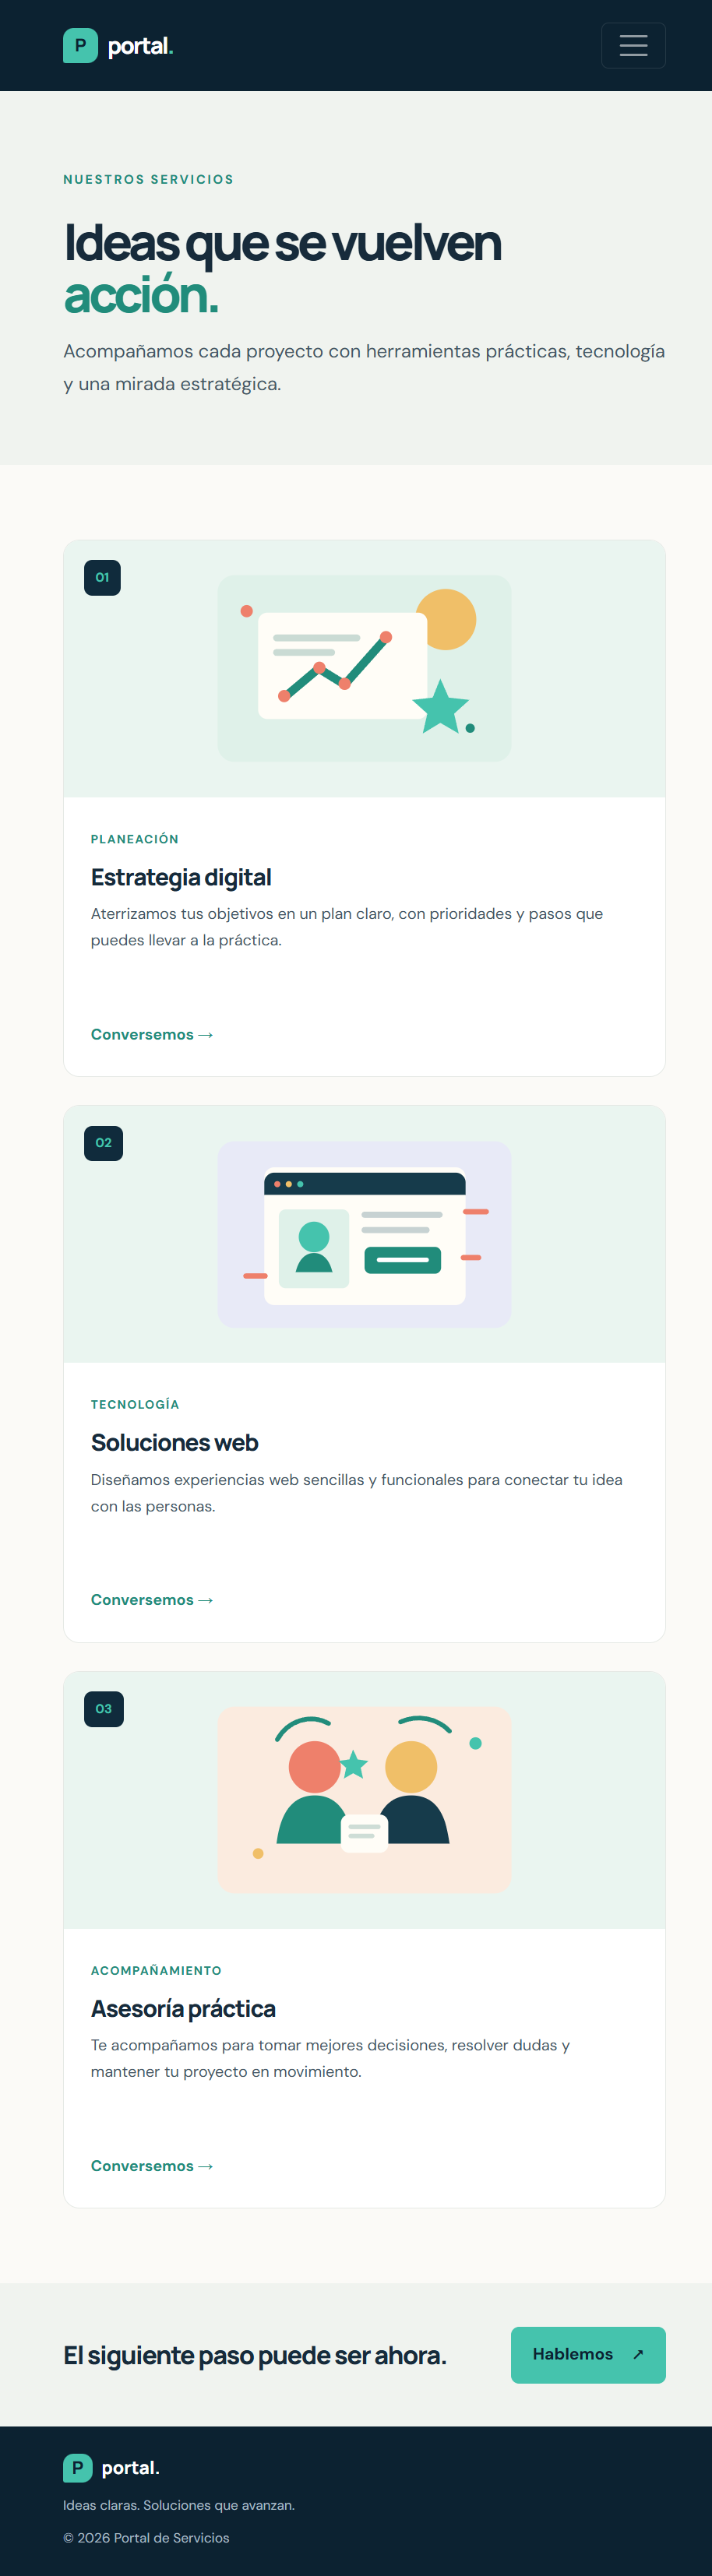 P portal.
NUESTROS SERVICIOS
Ideas que se vuelven
acción.
Acompañamos cada proyecto con herramientas prácticas, tecnología
y una mirada estratégica.
01
PLANEACIÓN
Estrategia digital
Aterrizamos tus objetivos en un plan claro, con prioridades y pasos que
puedes llevar a la práctica.
Conversemos →
02
TECNOLOGÍA
Soluciones web
Diseñamos experiencias web sencillas y funcionales para conectar tu idea
con las personas.
Conversemos →
03
ACOMPAÑAMIENTO
Asesoría práctica
Te acompañamos para tomar mejores decisiones, resolver dudas y
mantener tu proyecto en movimiento.
Conversemos →
El siguiente paso puede ser ahora.
Hablemos ↗
P portal.
Ideas claras. Soluciones que avanzan.
© 2026 Portal de Servicios